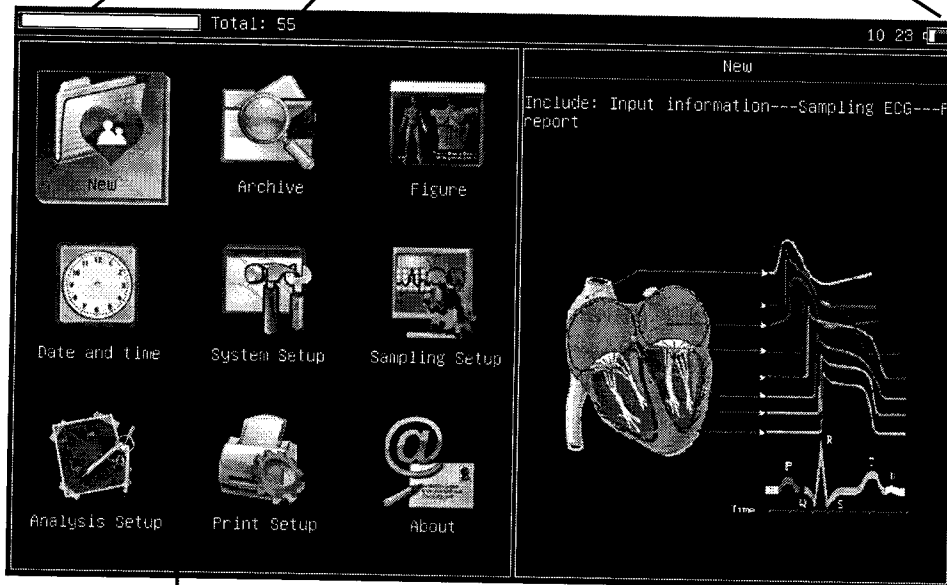 Total: 55
10 23
New
Include: Input information---Sampling ECG---
report
New
Archive
Figure
Date and time
System Setup
Sampling Setup
Analysis Setup
Print Setup
About
R
P
T
U
Q
S
Time